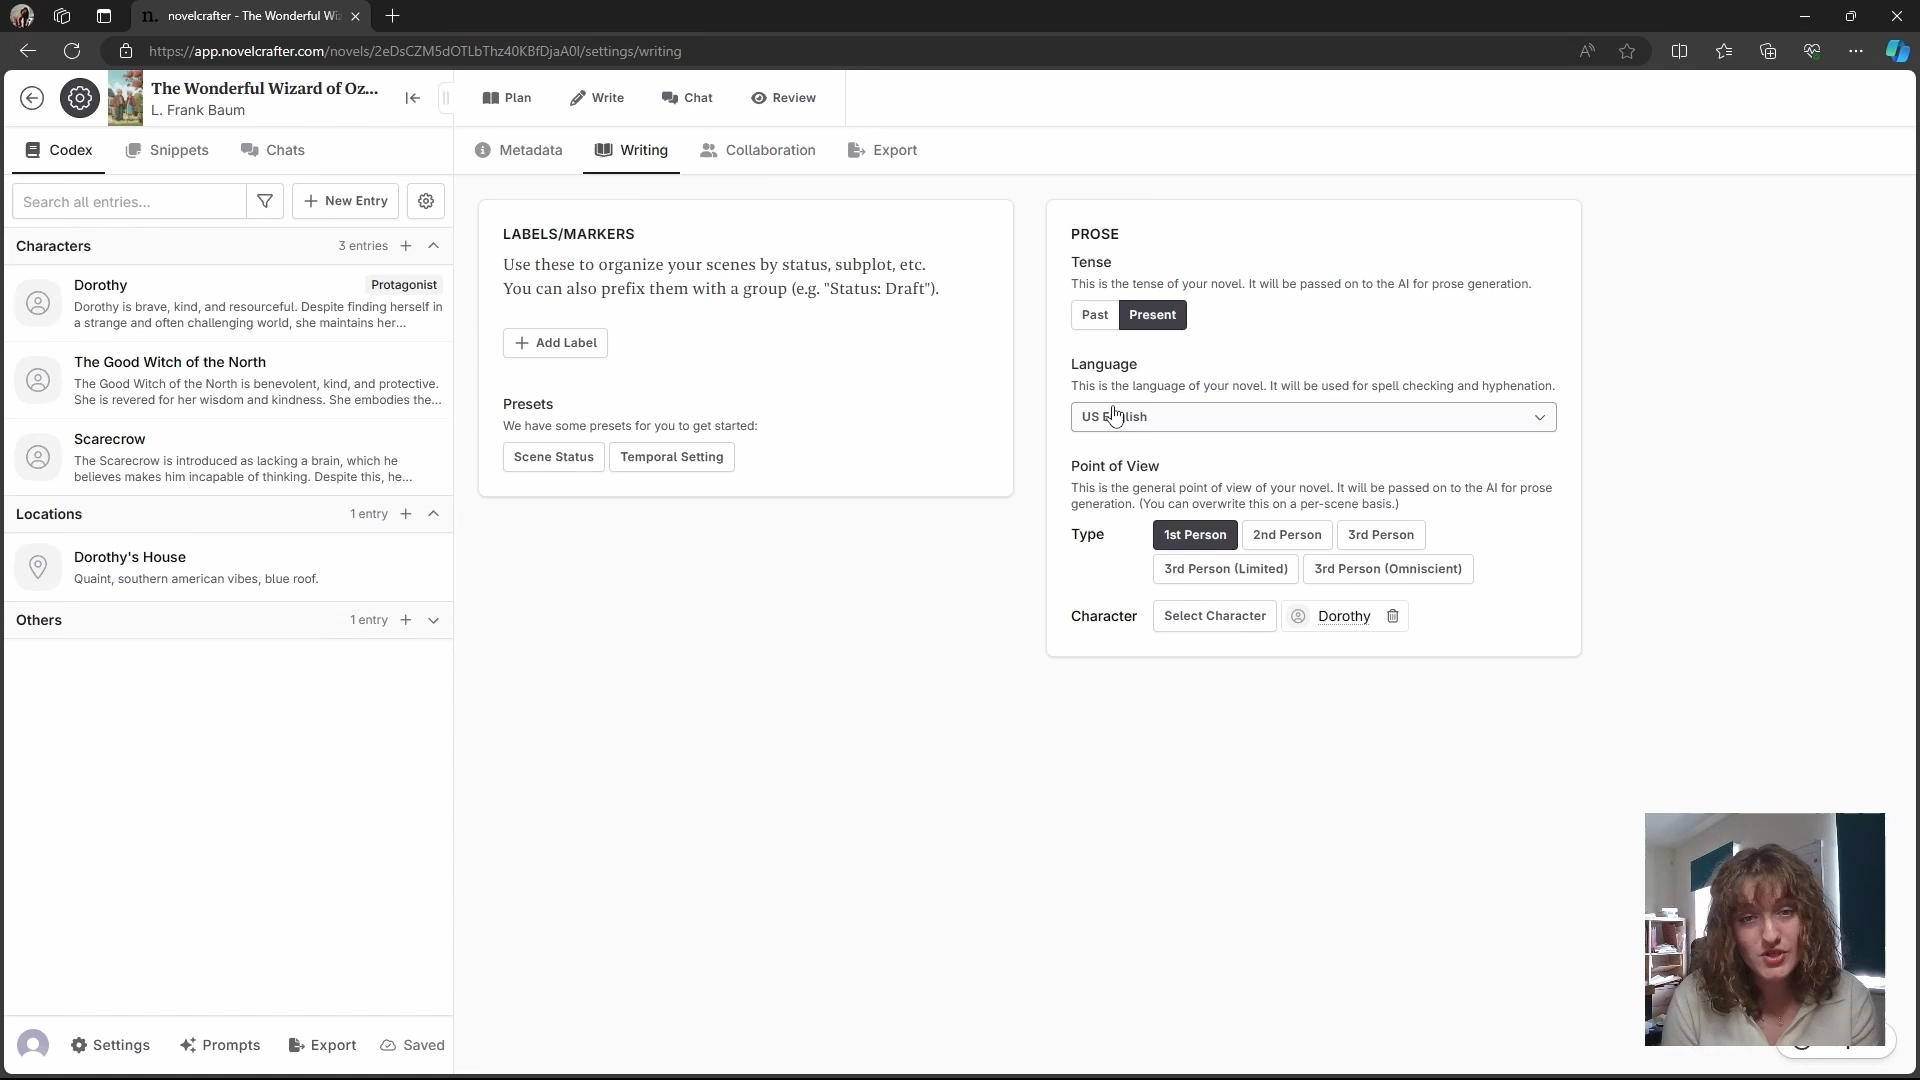 novelcrafter - The Wonderful Wiz
https://app.novelcrafter.com/novels/2eDsCZM5dOTLbThz40KBfDjaA0l/settings/writing
The Wonderful Wizard of Oz...
L. Frank Baum
Plan
Write
Chat
Review
Codex
Snippets
Chats
Metadata
Writing
Collaboration
Export
Search all entries...
New Entry
Characters
3 entries
Dorothy
Protagonist
Dorothy is brave, kind, and resourceful. Despite finding herself in
a strange and often challenging world, she maintains her...
The Good Witch of the North
The Good Witch of the North is benevolent, kind, and protective.
She is revered for her wisdom and kindness. She embodies the...
Scarecrow
The Scarecrow is introduced as lacking a brain, which he
believes makes him incapable of thinking. Despite this, he...
Locations
1 entry
Dorothy's House
Quaint, southern american vibes, blue roof.
Others
1 entry
LABELS/MARKERS
Use these to organize your scenes by status, subplot, etc.
You can also prefix them with a group (e.g. "Status: Draft").
Add Label
Presets
We have some presets for you to get started:
Scene Status
Temporal Setting
PROSE
Tense
This is the tense of your novel. It will be passed on to the AI for prose generation.
Past
Present
Language
This is the language of your novel. It will be used for spell checking and hyphenation.
US English
Point of View
This is the general point of view of your novel. It will be passed on to the AI for prose
generation. (You can overwrite this on a per-scene basis.)
Type
1st Person
2nd Person
3rd Person
3rd Person (Limited)
3rd Person (Omniscient)
Character
Select Character
Dorothy
Settings
Prompts
Export
Saved